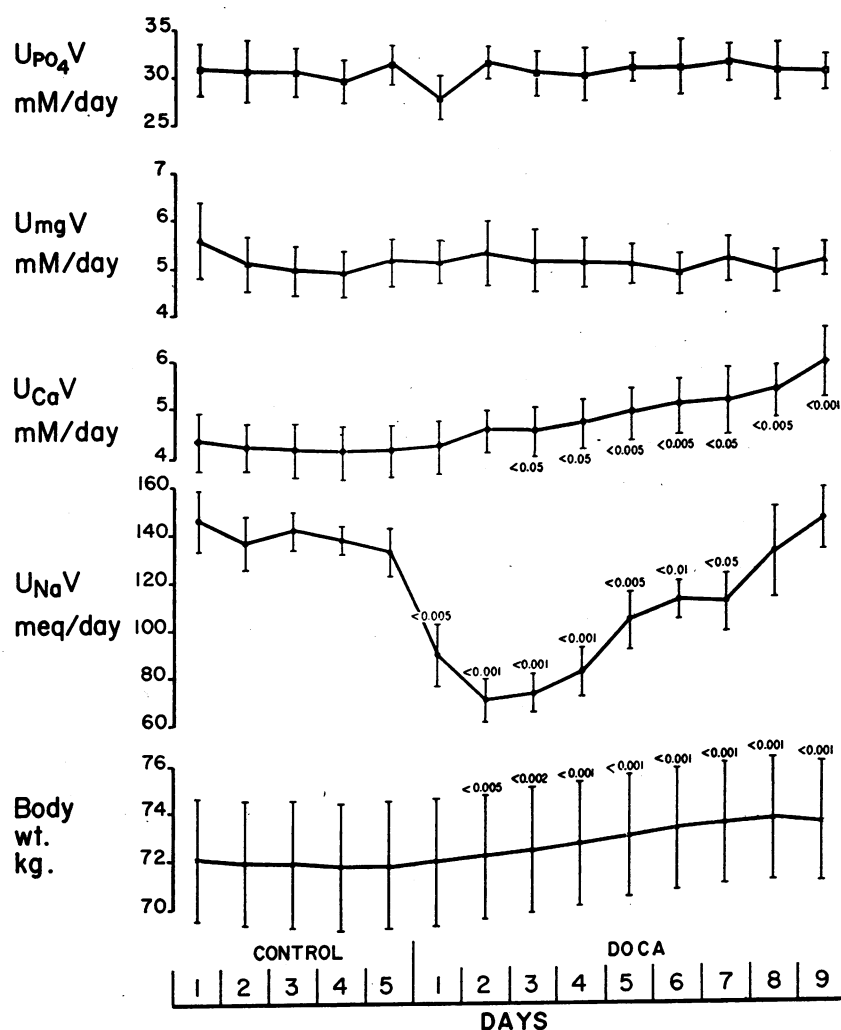 UPO4V
mM/day
35
30
25
UmgV
mM/day
7
6
5
4
UCaV
mM/day
6
5
4
<0.05 <0.05 <0.005 <0.005 <0.05 <0.005 <0.001
UNaV
meq/day
160
140
120
100
80
60
<0.005 <0.001 <0.001 <0.001 <0.005 <0.01 <0.05
Body
wt.
kg.
76
74
72
70
<0.005 <0.002 <0.001 <0.001 <0.001 <0.001 <0.001 <0.001
CONTROL DOCA
1 2 3 4 5 1 2 3 4 5 6 7 8 9
DAYS